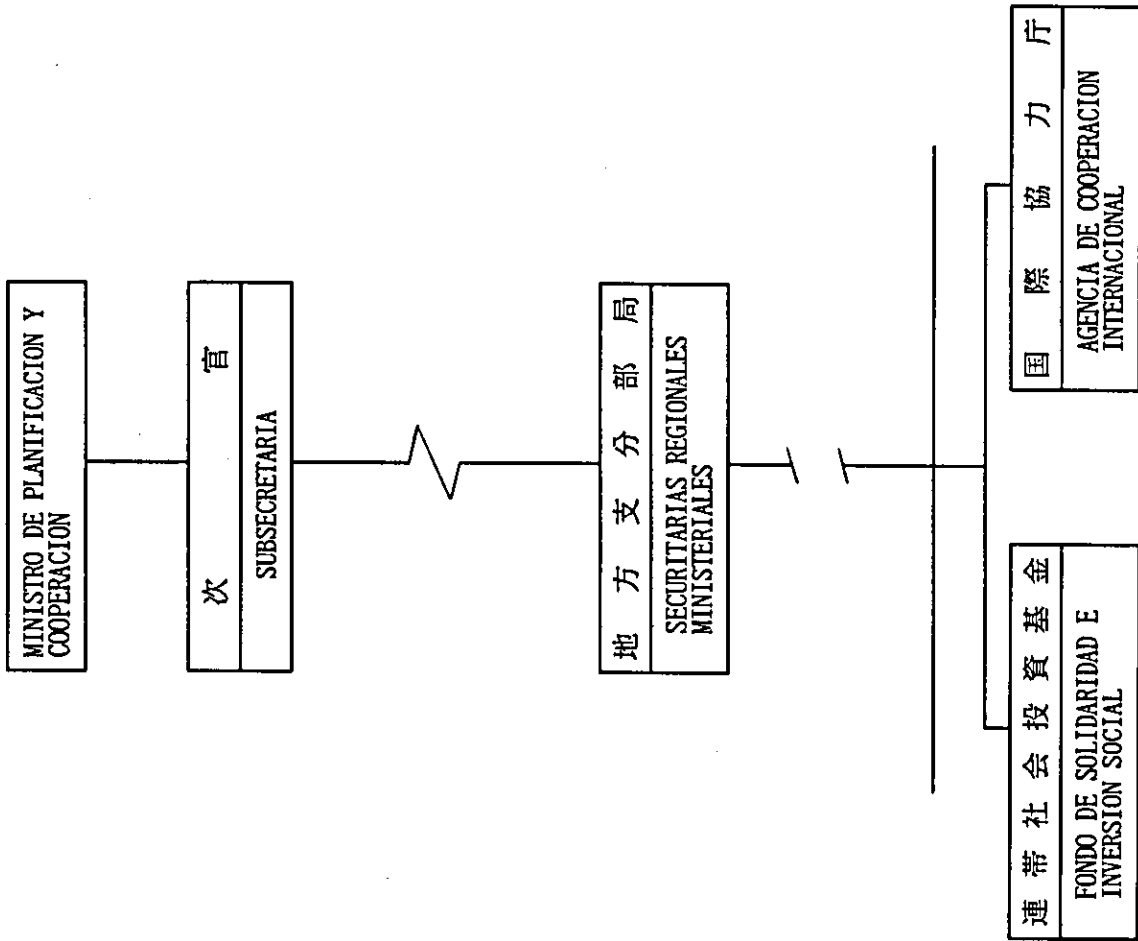 MINISTRO DE PLANIFICACION Y
COOPERACION
次官
SUBSECRETARIA
地方支分部局
SECURITARIAS REGIONALES
MINISTERIALES
連帯社会投資基金
FONDO DE SOLIDARIDAD E
INVERSION SOCIAL
国際協力庁
AGENCIA DE COOPERACION
INTERNACIONAL